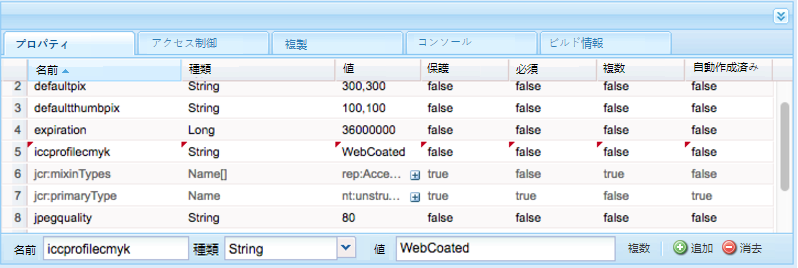 プロパティ アクセス制御 複製 コンソール ビルド情報
名前 種類 値 保護 必須 複数 自動作成済み
2 defaultpix String 300,300 false false false false
3 defaultthumbpix String 100,100 false false false false
4 expiration Long 36000000 false false false false
5 iccprofilecmyk String WebCoated false false false false
6 jcr:mixinTypes Name[] rep:Acce... true false true false
7 jcr:primaryType Name nt:unstru... true true false true
8 jpegquality String 80 false false false false
名前 iccprofilecmyk 種類 String 値 WebCoated 複数 追加 消去